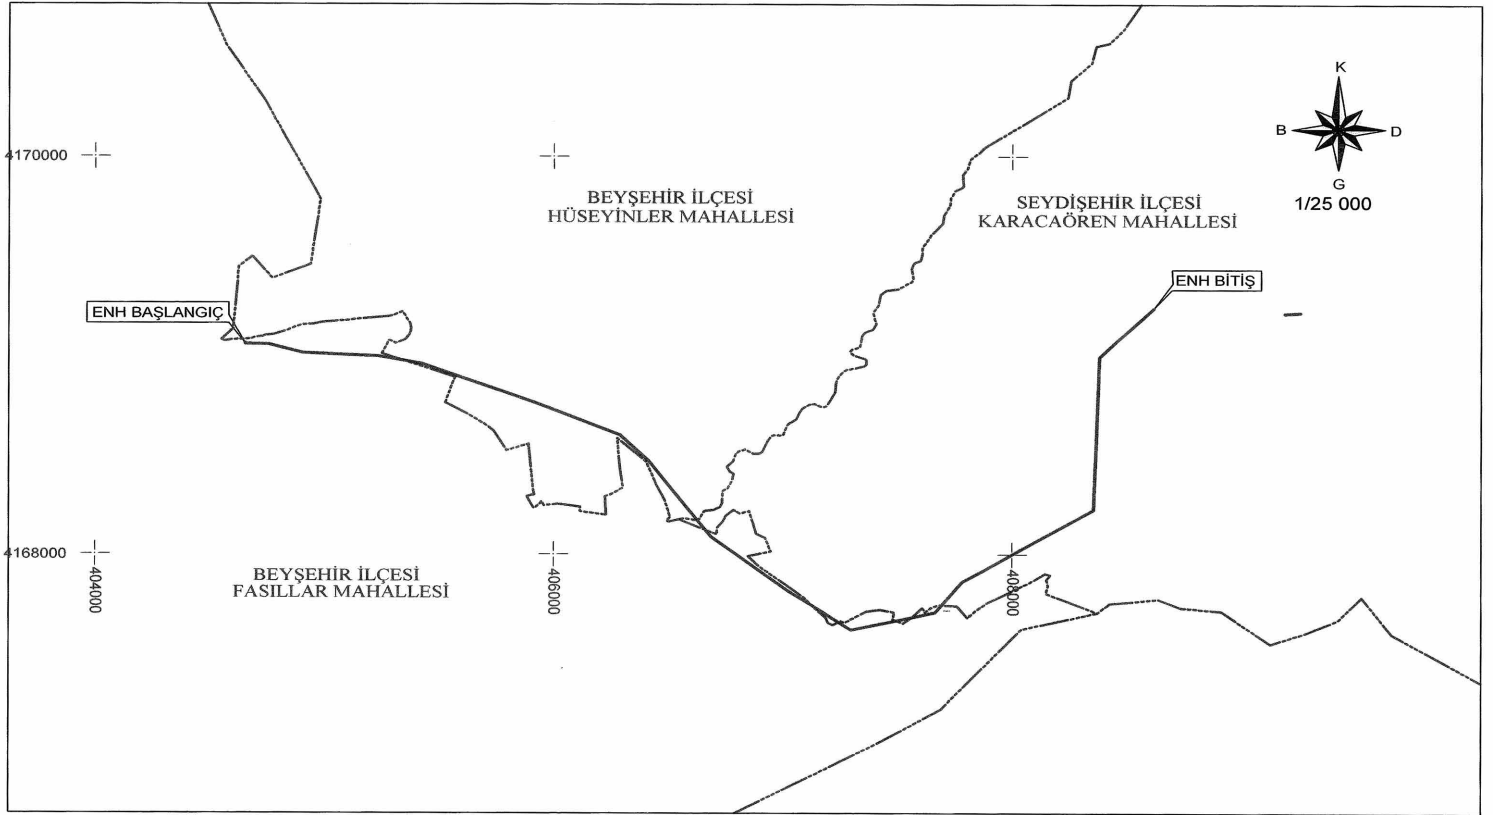 K
B
D
G
1/25 000
4170000
BEYŞEHİR İLÇESİ
HÜSEYİNLER MAHALLESİ
SEYDİŞEHİR İLÇESİ
KARACAÖREN MAHALLESİ
ENH BAŞLANGIÇ
ENH BİTİŞ
4168000
404000
406000
408000
BEYŞEHİR İLÇESİ
FASILLAR MAHALLESİ